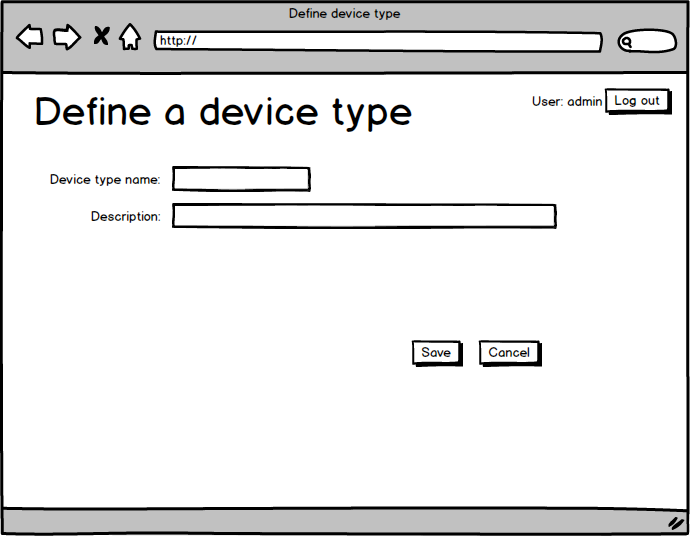 Define device type
http://
Define a device type
User: admin Log out
Device type name:
Description:
Save Cancel